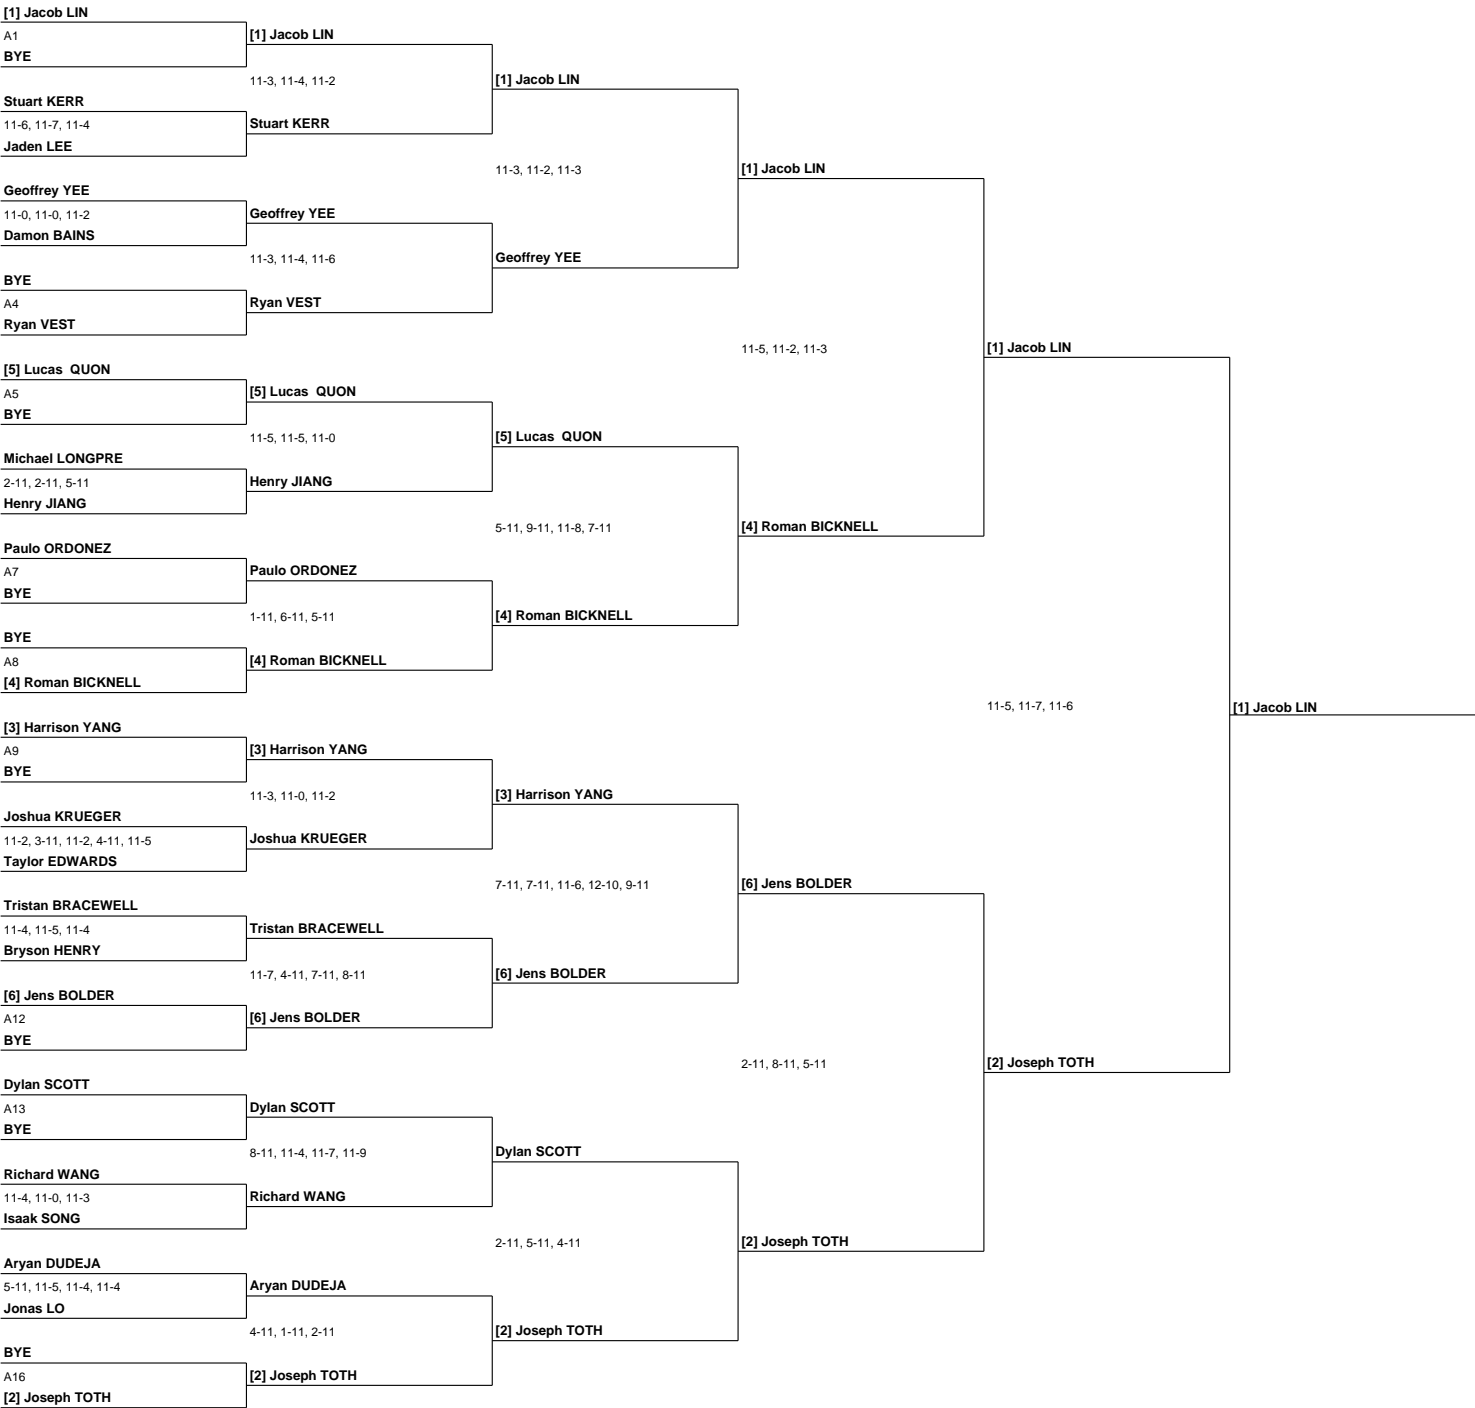 [1] Jacob LIN
A1
BYE
Stuart KERR
11-6, 11-7, 11-4
Jaden LEE
Geoffrey YEE
11-0, 11-0, 11-2
Damon BAINS
BYE
A4
Ryan VEST
[5] Lucas  QUON
A5
BYE
Michael LONGPRE
2-11, 2-11, 5-11
Henry JIANG
Paulo ORDONEZ
A7
BYE
BYE
A8
[4] Roman BICKNELL
[3] Harrison YANG
A9
BYE
Joshua KRUEGER
11-2, 3-11, 11-2, 4-11, 11-5
Taylor EDWARDS
Tristan BRACEWELL
11-4, 11-5, 11-4
Bryson HENRY
[6] Jens BOLDER
A12
BYE
Dylan SCOTT
A13
BYE
Richard WANG
11-4, 11-0, 11-3
Isaak SONG
Aryan DUDEJA
5-11, 11-5, 11-4, 11-4
Jonas LO
BYE
A16
[2] Joseph TOTH
[1] Jacob LIN
11-3, 11-4, 11-2
Stuart KERR
Geoffrey YEE
11-3, 11-4, 11-6
Ryan VEST
[5] Lucas  QUON
11-5, 11-5, 11-0
Henry JIANG
Paulo ORDONEZ
1-11, 6-11, 5-11
[4] Roman BICKNELL
[3] Harrison YANG
11-3, 11-0, 11-2
Joshua KRUEGER
Tristan BRACEWELL
11-7, 4-11, 7-11, 8-11
[6] Jens BOLDER
Dylan SCOTT
8-11, 11-4, 11-7, 11-9
Richard WANG
Aryan DUDEJA
4-11, 1-11, 2-11
[2] Joseph TOTH
[1] Jacob LIN
11-3, 11-2, 11-3
Geoffrey YEE
[5] Lucas  QUON
5-11, 9-11, 11-8, 7-11
[4] Roman BICKNELL
[3] Harrison YANG
7-11, 7-11, 11-6, 12-10, 9-11
[6] Jens BOLDER
Dylan SCOTT
2-11, 5-11, 4-11
[2] Joseph TOTH
[1] Jacob LIN
11-5, 11-2, 11-3
[4] Roman BICKNELL
[6] Jens BOLDER
2-11, 8-11, 5-11
[2] Joseph TOTH
[1] Jacob LIN
11-5, 11-7, 11-6
[2] Joseph TOTH
[1] Jacob LIN